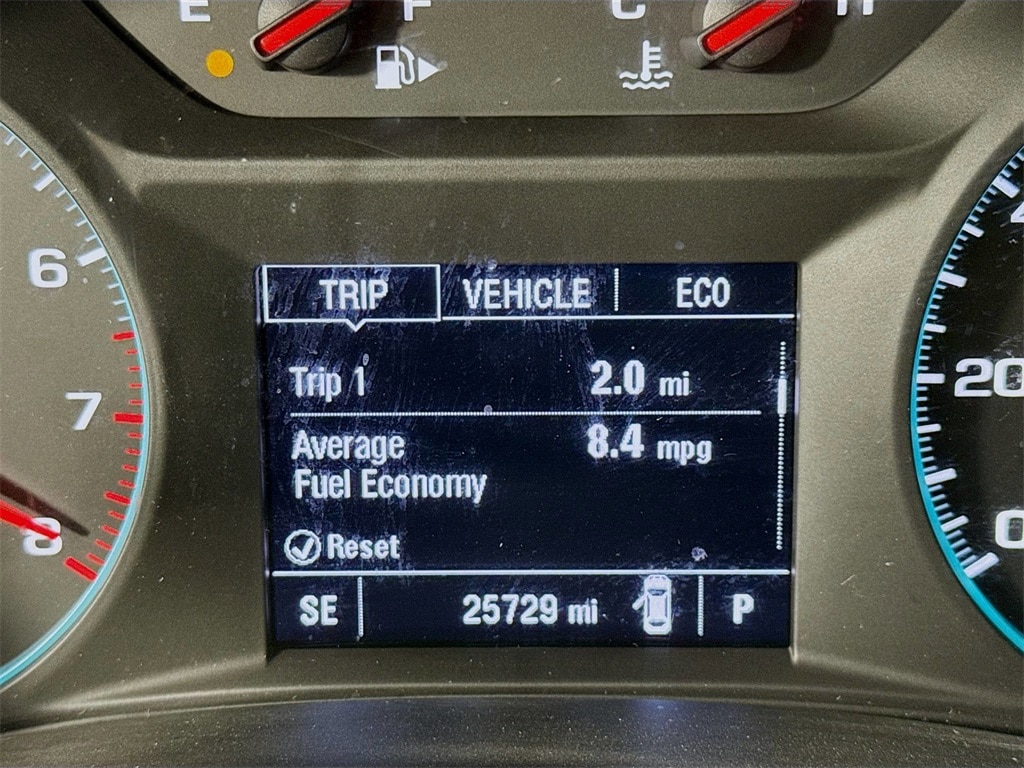 E F C H
6
7
8
4
20
0
TRIP VEHICLE ECO
Trip 1 2.0 mi
Average 8.4 mpg
Fuel Economy
Reset
SE 25729 mi P